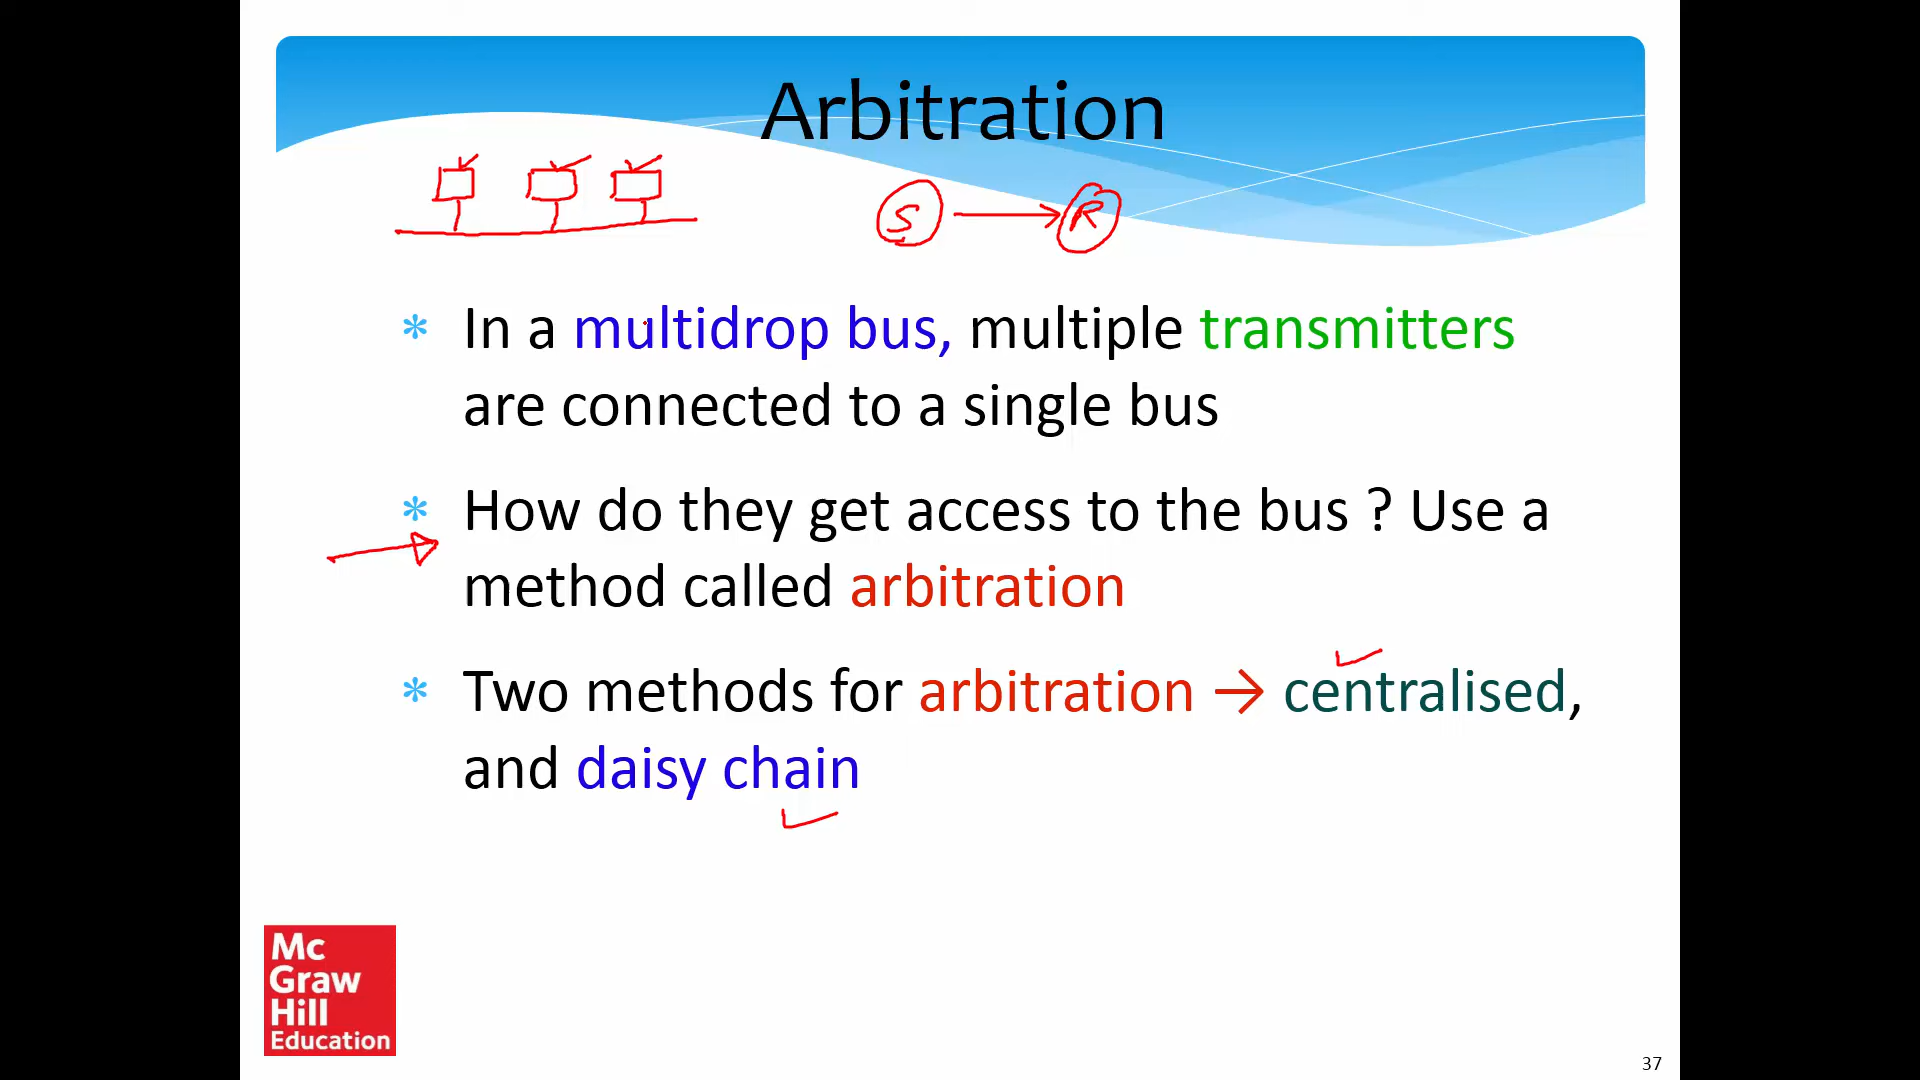 Arbitration
S → R
* In a multidrop bus, multiple transmitters
are connected to a single bus
* How do they get access to the bus ? Use a
method called arbitration
* Two methods for arbitration → centralised,
and daisy chain
Mc
Graw
Hill
Education
37